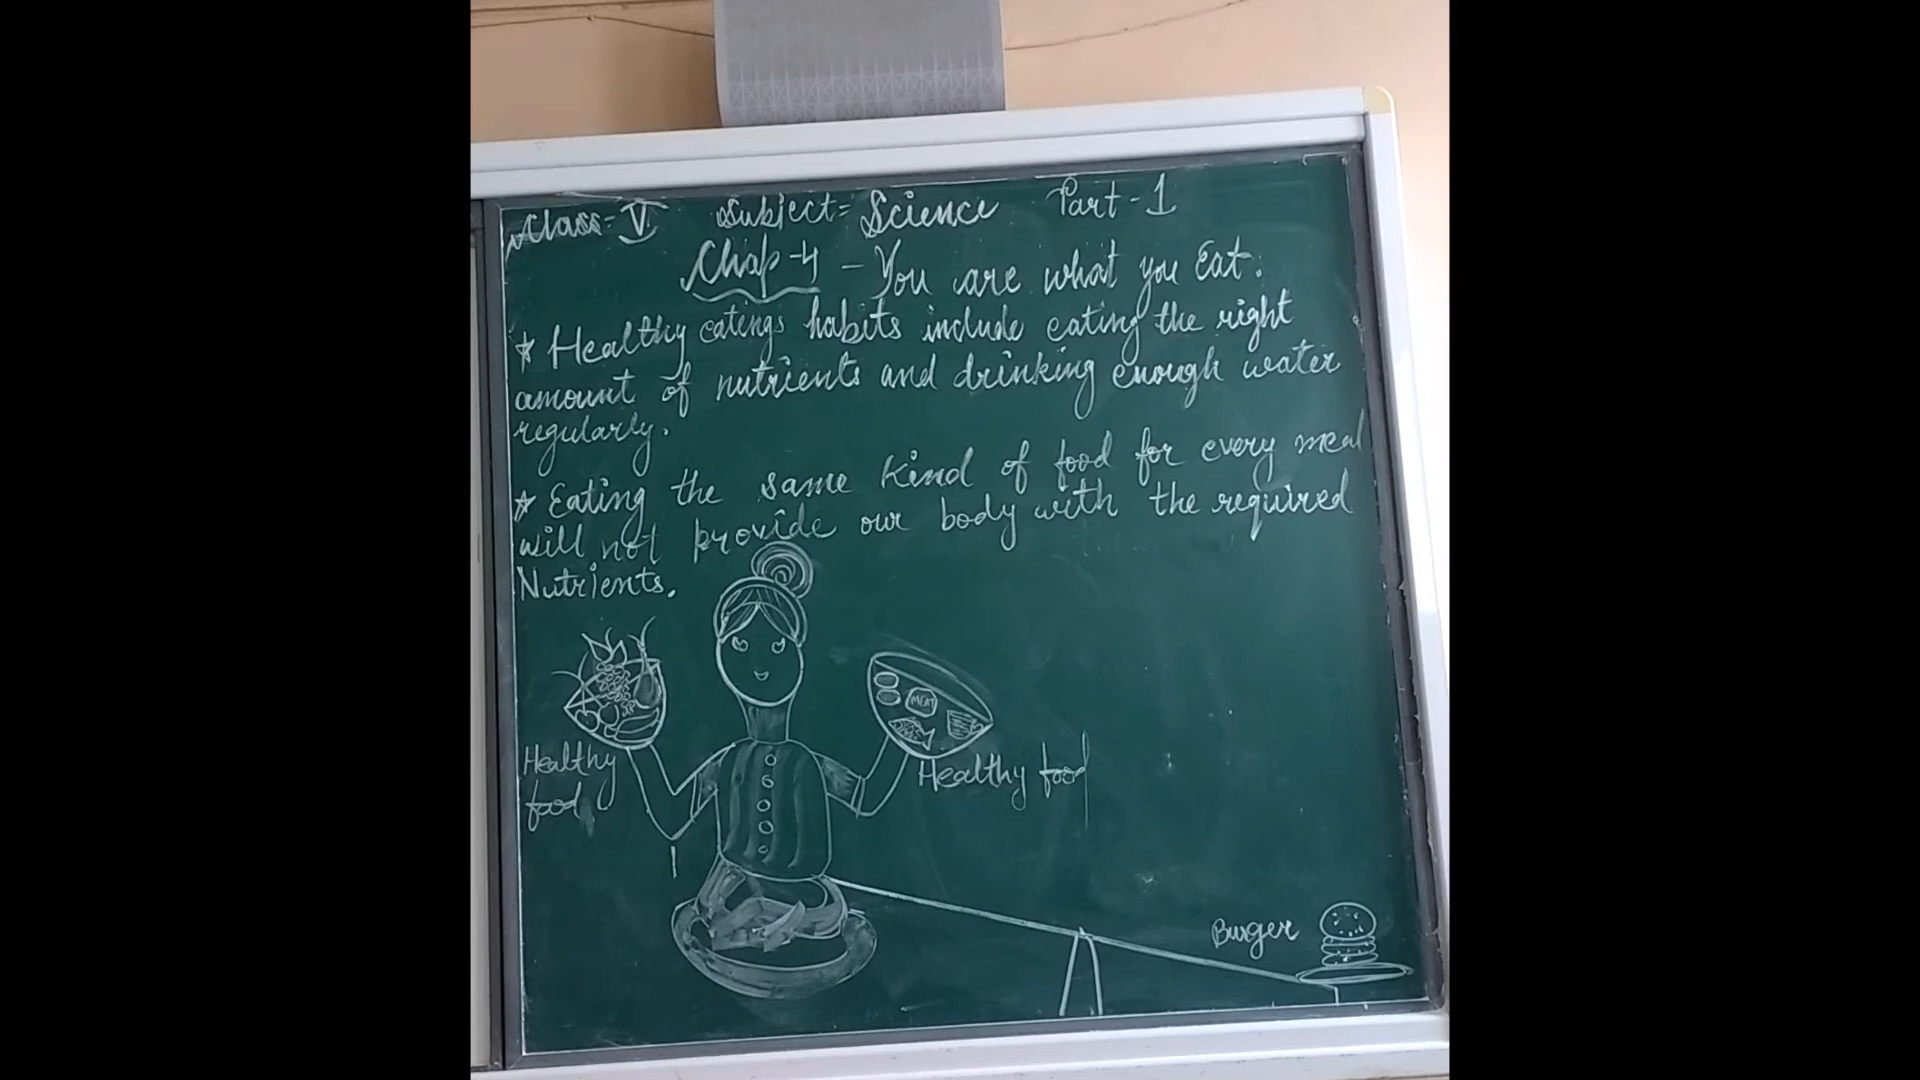 Class - V Subject = Science Part - 1
Chap - 4 - You are what you Eat.
* Healthy eatings habits include eating the right
amount of nutrients and drinking enough water
regularly.
* Eating the same kind of food for every meal
will not provide our body with the required
Nutrients.
MEAT
Healthy
food
Healthy food
Burger